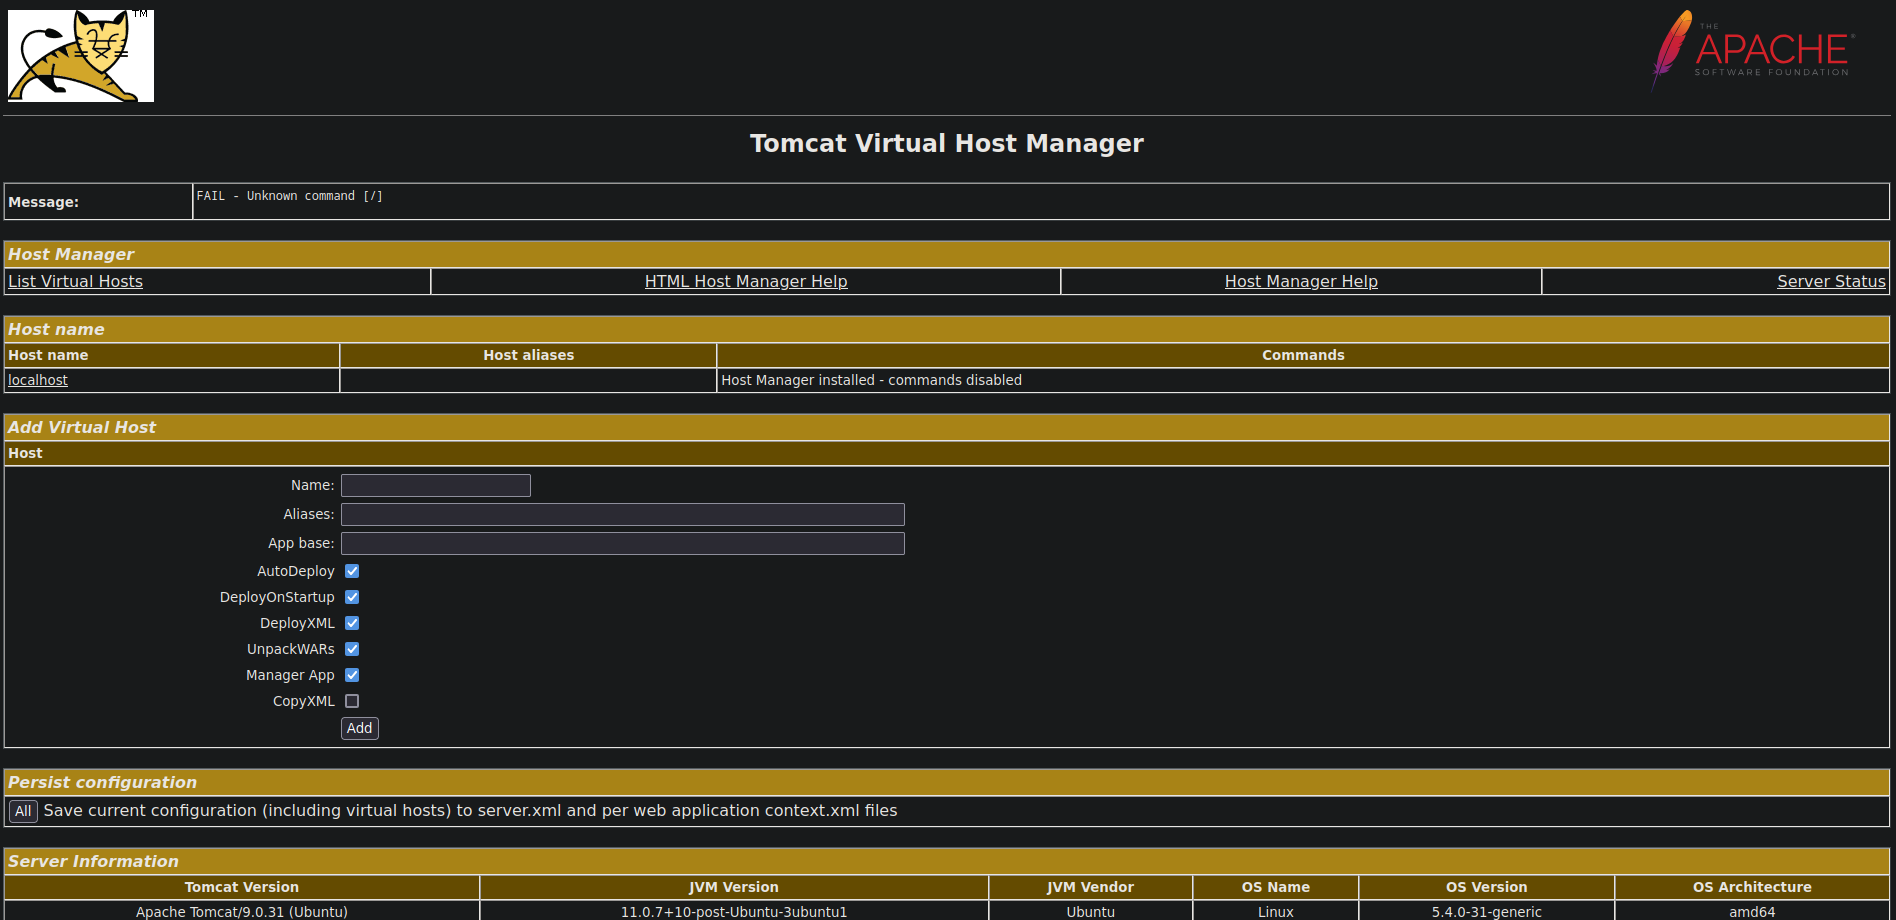 TM
THE
APACHE®
SOFTWARE FOUNDATION
Tomcat Virtual Host Manager
Message: FAIL - Unknown command [/]
Host Manager
List Virtual Hosts HTML Host Manager Help Host Manager Help Server Status
Host name
Host name Host aliases Commands
localhost Host Manager installed - commands disabled
Add Virtual Host
Host
Name:
Aliases:
App base:
AutoDeploy
DeployOnStartup
DeployXML
UnpackWARs
Manager App
CopyXML
Add
Persist configuration
All Save current configuration (including virtual hosts) to server.xml and per web application context.xml files
Server Information
Tomcat Version JVM Version JVM Vendor OS Name OS Version OS Architecture
Apache Tomcat/9.0.31 (Ubuntu) 11.0.7+10-post-Ubuntu-3ubuntu1 Ubuntu Linux 5.4.0-31-generic amd64